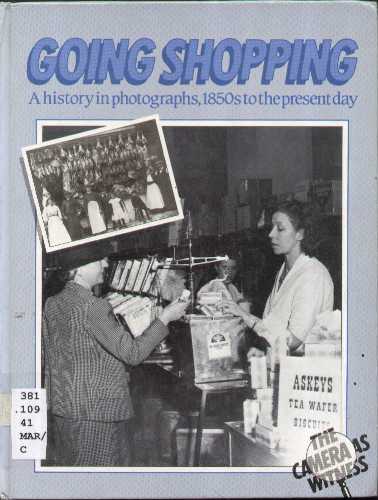 GOING SHOPPING
A history in photographs, 1850s to the present day
ASKEYS
TEA WAFER
BISCUITS
381
.109
41
MAR/
C
THE
CAMERA AS
WITNESS